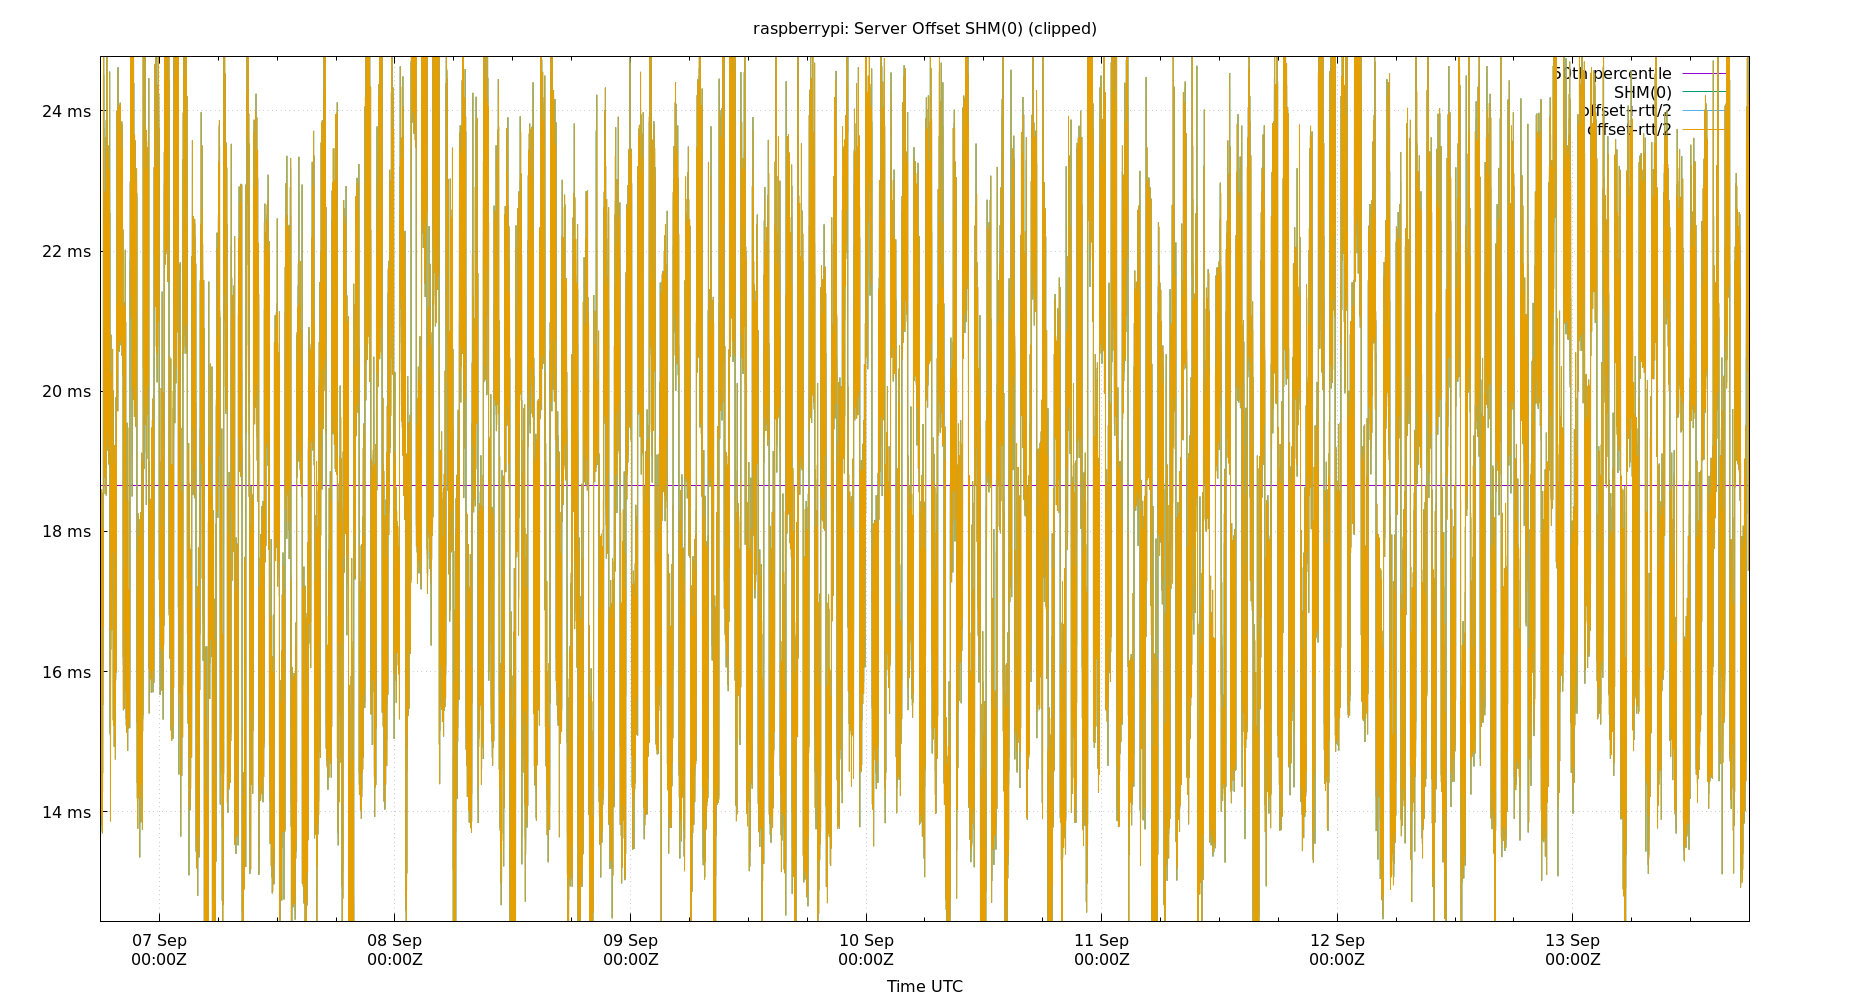 raspberrypi: Server Offset SHM(0) (clipped)
50th percentile
SHM(0)
offset+rtt/2
offset-rtt/2
24 ms
22 ms
20 ms
18 ms
16 ms
14 ms
07 Sep 08 Sep 09 Sep 10 Sep 11 Sep 12 Sep 13 Sep
00:00Z 00:00Z 00:00Z 00:00Z 00:00Z 00:00Z 00:00Z
Time UTC